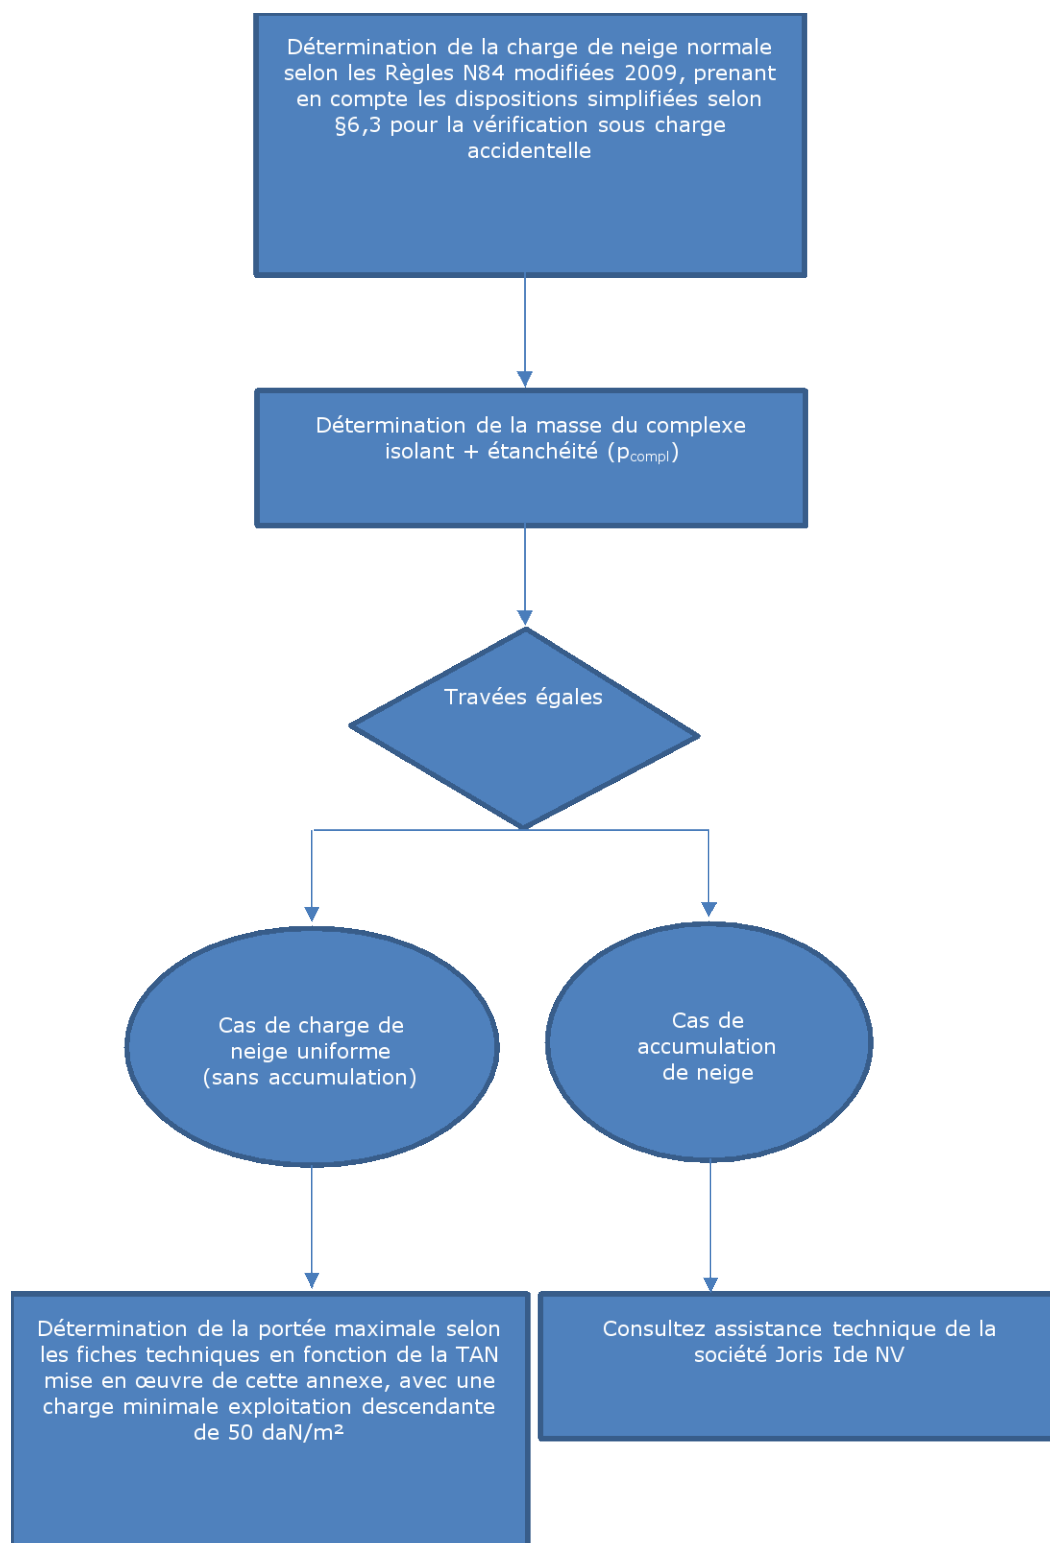 Détermination de la charge de neige normale
selon les Règles N84 modifiées 2009, prenant
en compte les dispositions simplifiées selon
§6,3 pour la vérification sous charge
accidentelle
Détermination de la masse du complexe
isolant + étanchéité (pcompl)
Travées égales
Cas de charge de
neige uniforme
(sans accumulation)
Cas de
accumulation
de neige
Détermination de la portée maximale selon
les fiches techniques en fonction de la TAN
mise en œuvre de cette annexe, avec une
charge minimale exploitation descendante
de 50 daN/m²
Consultez assistance technique de la
société Joris Ide NV